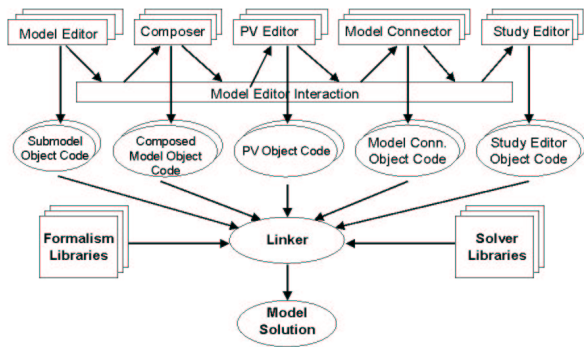 Model Editor
Composer
PV Editor
Model Connector
Study Editor
Model Editor Interaction
Submodel
Object Code
Composed
Model Object
Code
PV Object Code
Model Conn.
Object Code
Study Editor
Object Code
Formalism
Libraries
Linker
Solver
Libraries
Model
Solution